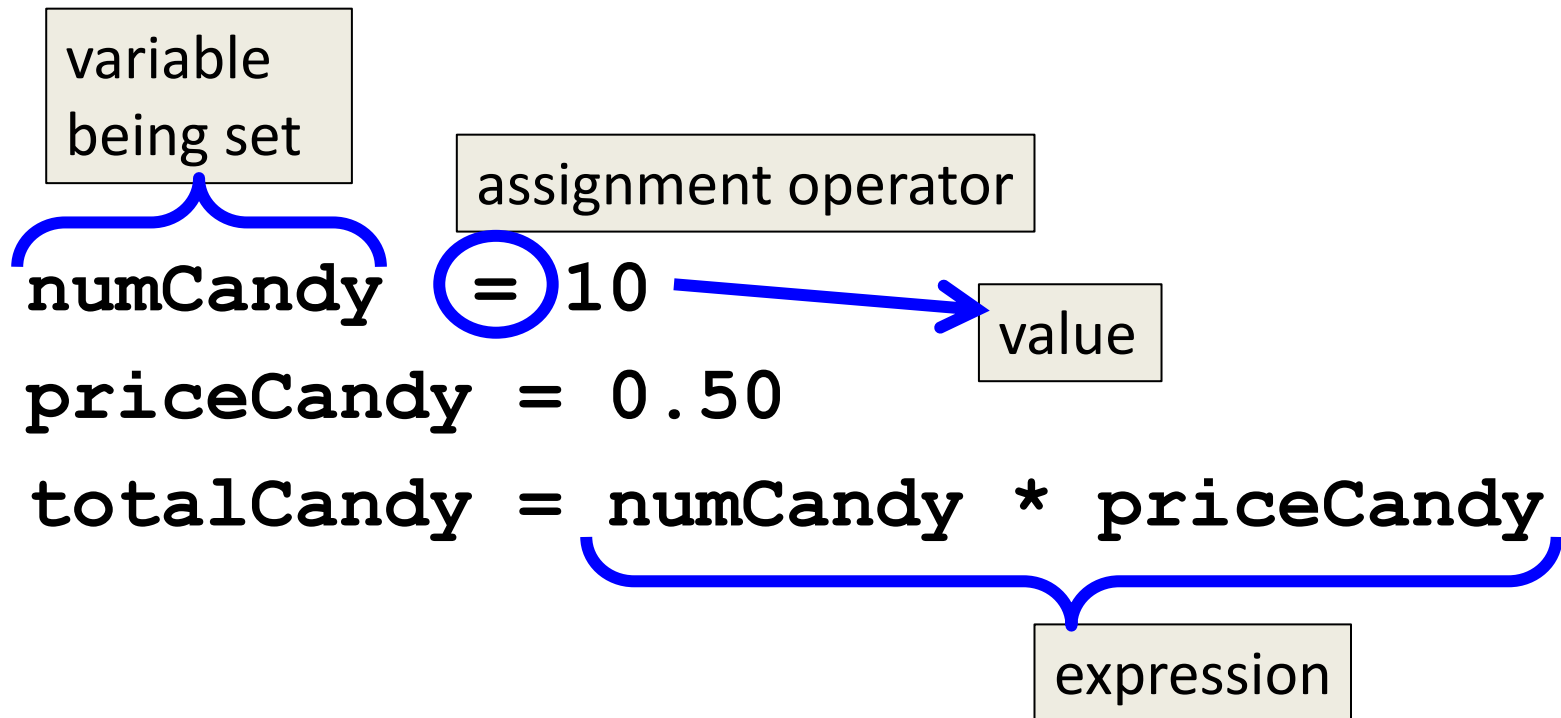 variable
being set
assignment operator
numCandy = 10
value
priceCandy = 0.50
totalCandy = numCandy * priceCandy
expression